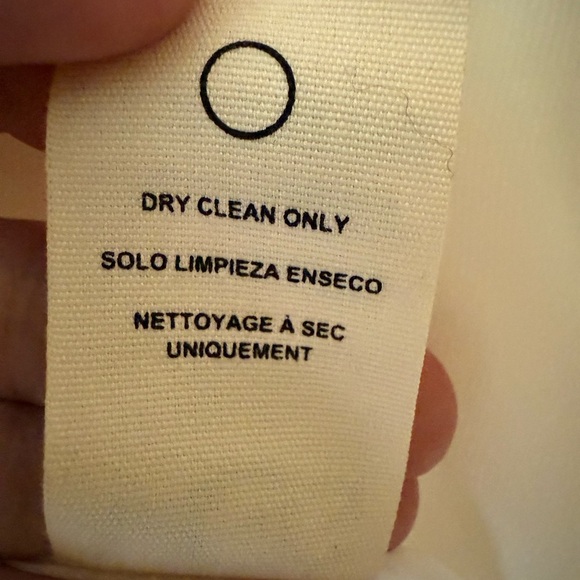 DRY CLEAN ONLY
SOLO LIMPIEZA ENSECO
NETTOYAGE À SEC
UNIQUEMENT